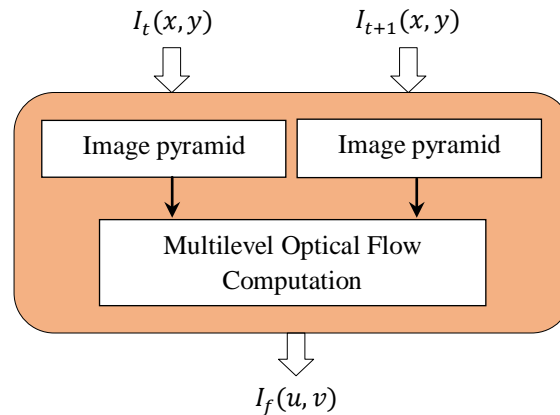 I_t(x, y)
I_{t+1}(x, y)
Image pyramid
Image pyramid
Multilevel Optical Flow
Computation
I_f(u, v)